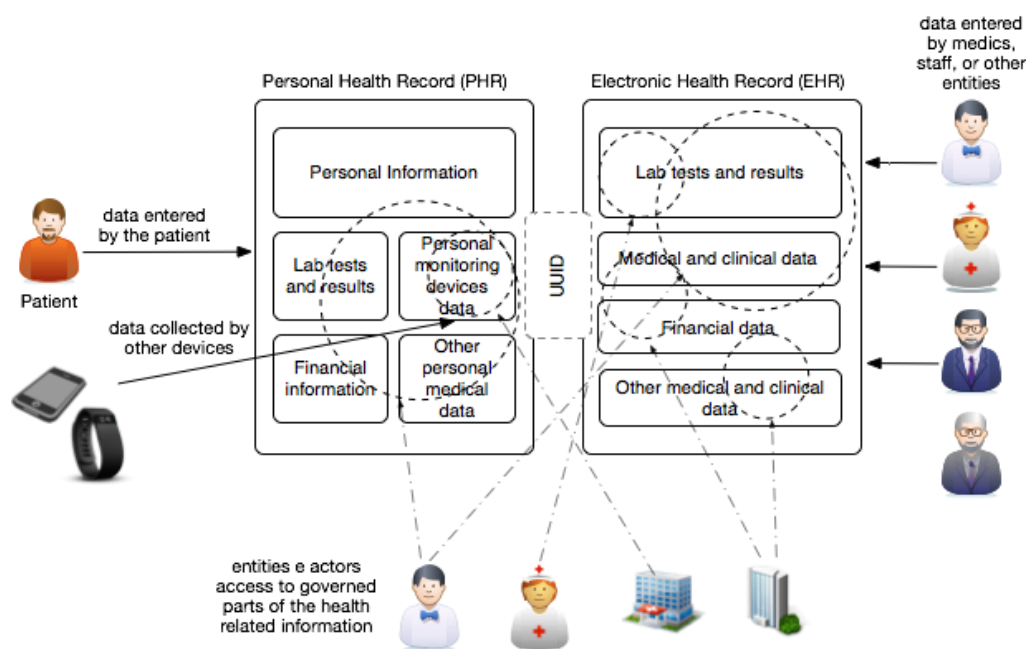 data entered
by medics,
staff, or other
entities
Personal Health Record (PHR)
Electronic Health Record (EHR)
Personal Information
Lab tests and results
data entered
by the patient
Patient
Lab tests
and results
Personal
monitoring
devices
data
UUID
Medical and clinical data
data collected by
other devices
Financial data
Financial
information
Other
personal
medical
data
Other medical and clinical
data
entities e actors
access to governed
parts of the health
related information